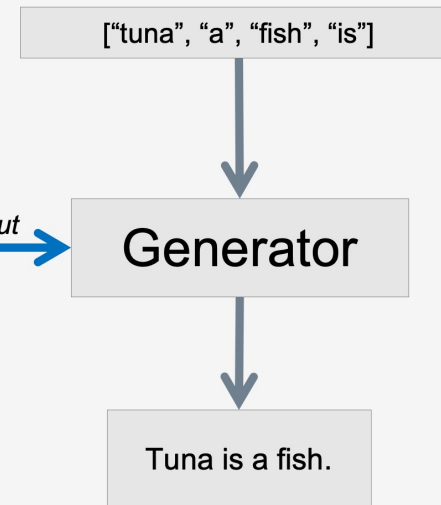 [“tuna”, “a”, “fish”, “is”]
Generator
Tuna is a fish.